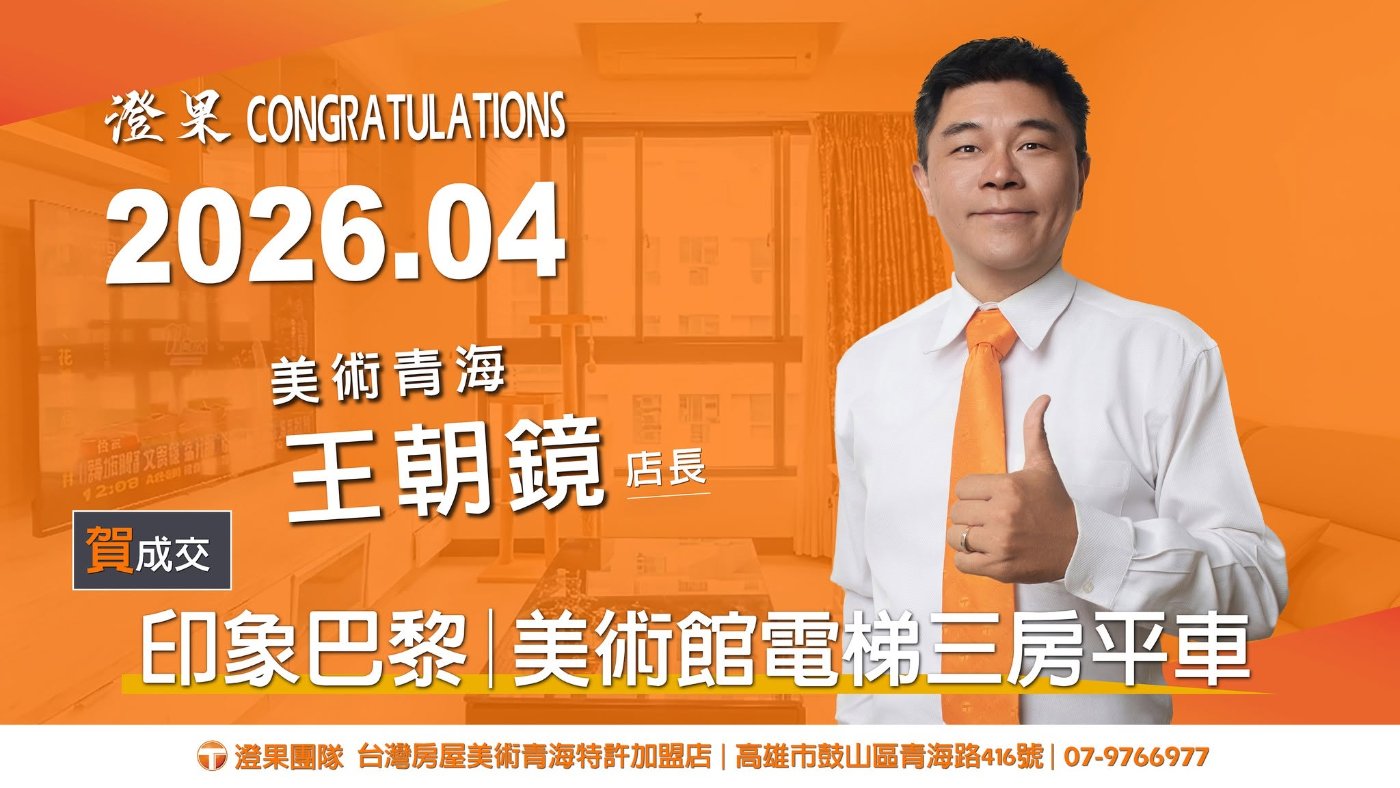 澄果 CONGRATULATIONS
2026.04
美術青海
王朝鏡 店長
賀成交
印象巴黎|美術館電梯三房平車
澄果團隊 台灣房屋美術青海特許加盟店|高雄市鼓山區青海路416號|07-9766977
花
12:08